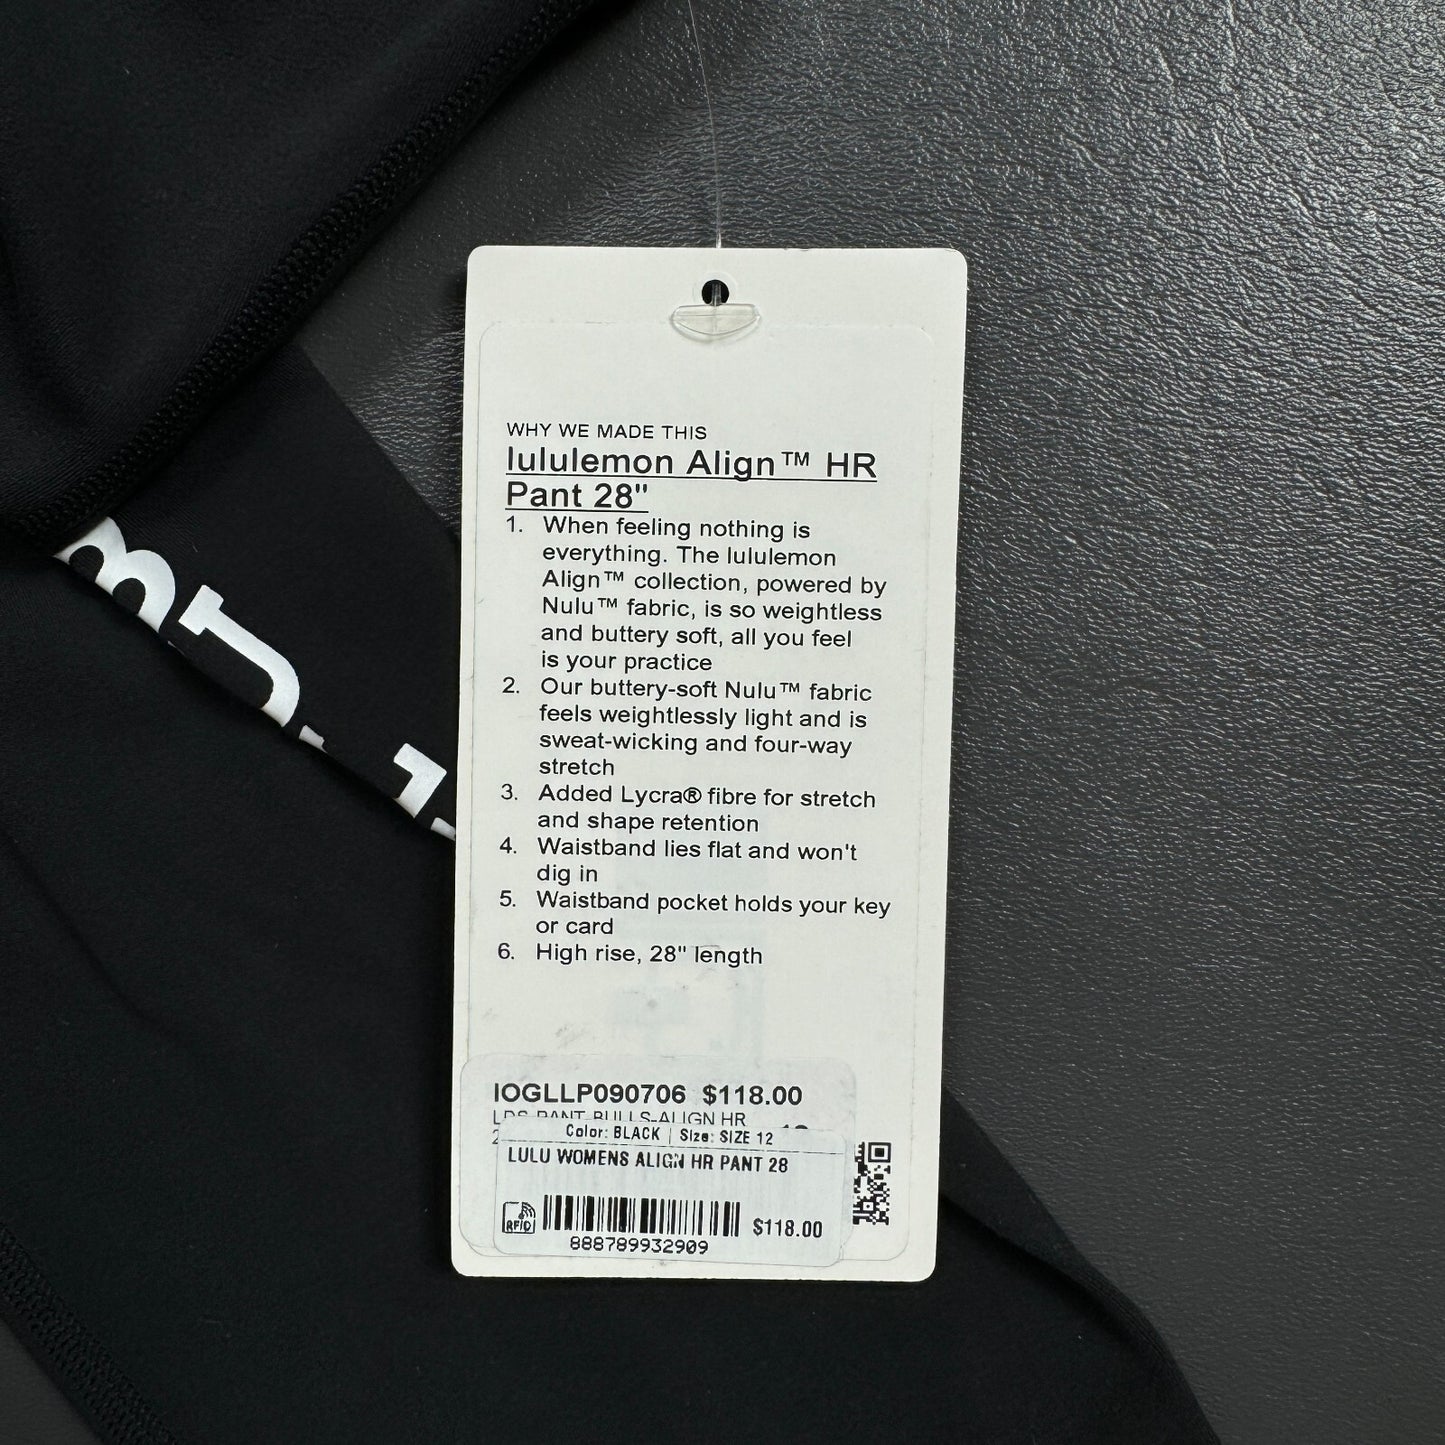 WHY WE MADE THIS
lululemon Align™ HR
Pant 28"
1. When feeling nothing is
everything. The lululemon
Align™ collection, powered by
Nulu™ fabric, is so weightless
and buttery soft, all you feel
is your practice
2. Our buttery-soft Nulu™ fabric
feels weightlessly light and is
sweat-wicking and four-way
stretch
3. Added Lycra® fibre for stretch
and shape retention
4. Waistband lies flat and won't
dig in
5. Waistband pocket holds your key
or card
6. High rise, 28" length
IOGLLP090706 $118.00
LDS PANT BULLS-ALIGN HR
Color: BLACK | Size: SIZE 12
LULU WOMENS ALIGN HR PANT 28
RFID
$118.00
888789932909